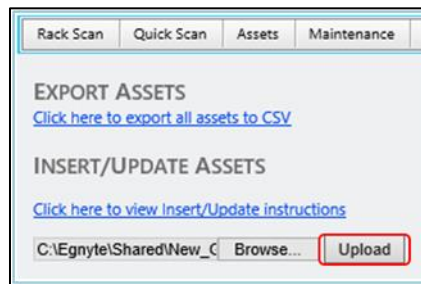 Rack Scan Quick Scan Assets Maintenance
EXPORT ASSETS
Click here to export all assets to CSV
INSERT/UPDATE ASSETS
Click here to view Insert/Update instructions
C:\Egnyte\Shared\New_C Browse... Upload